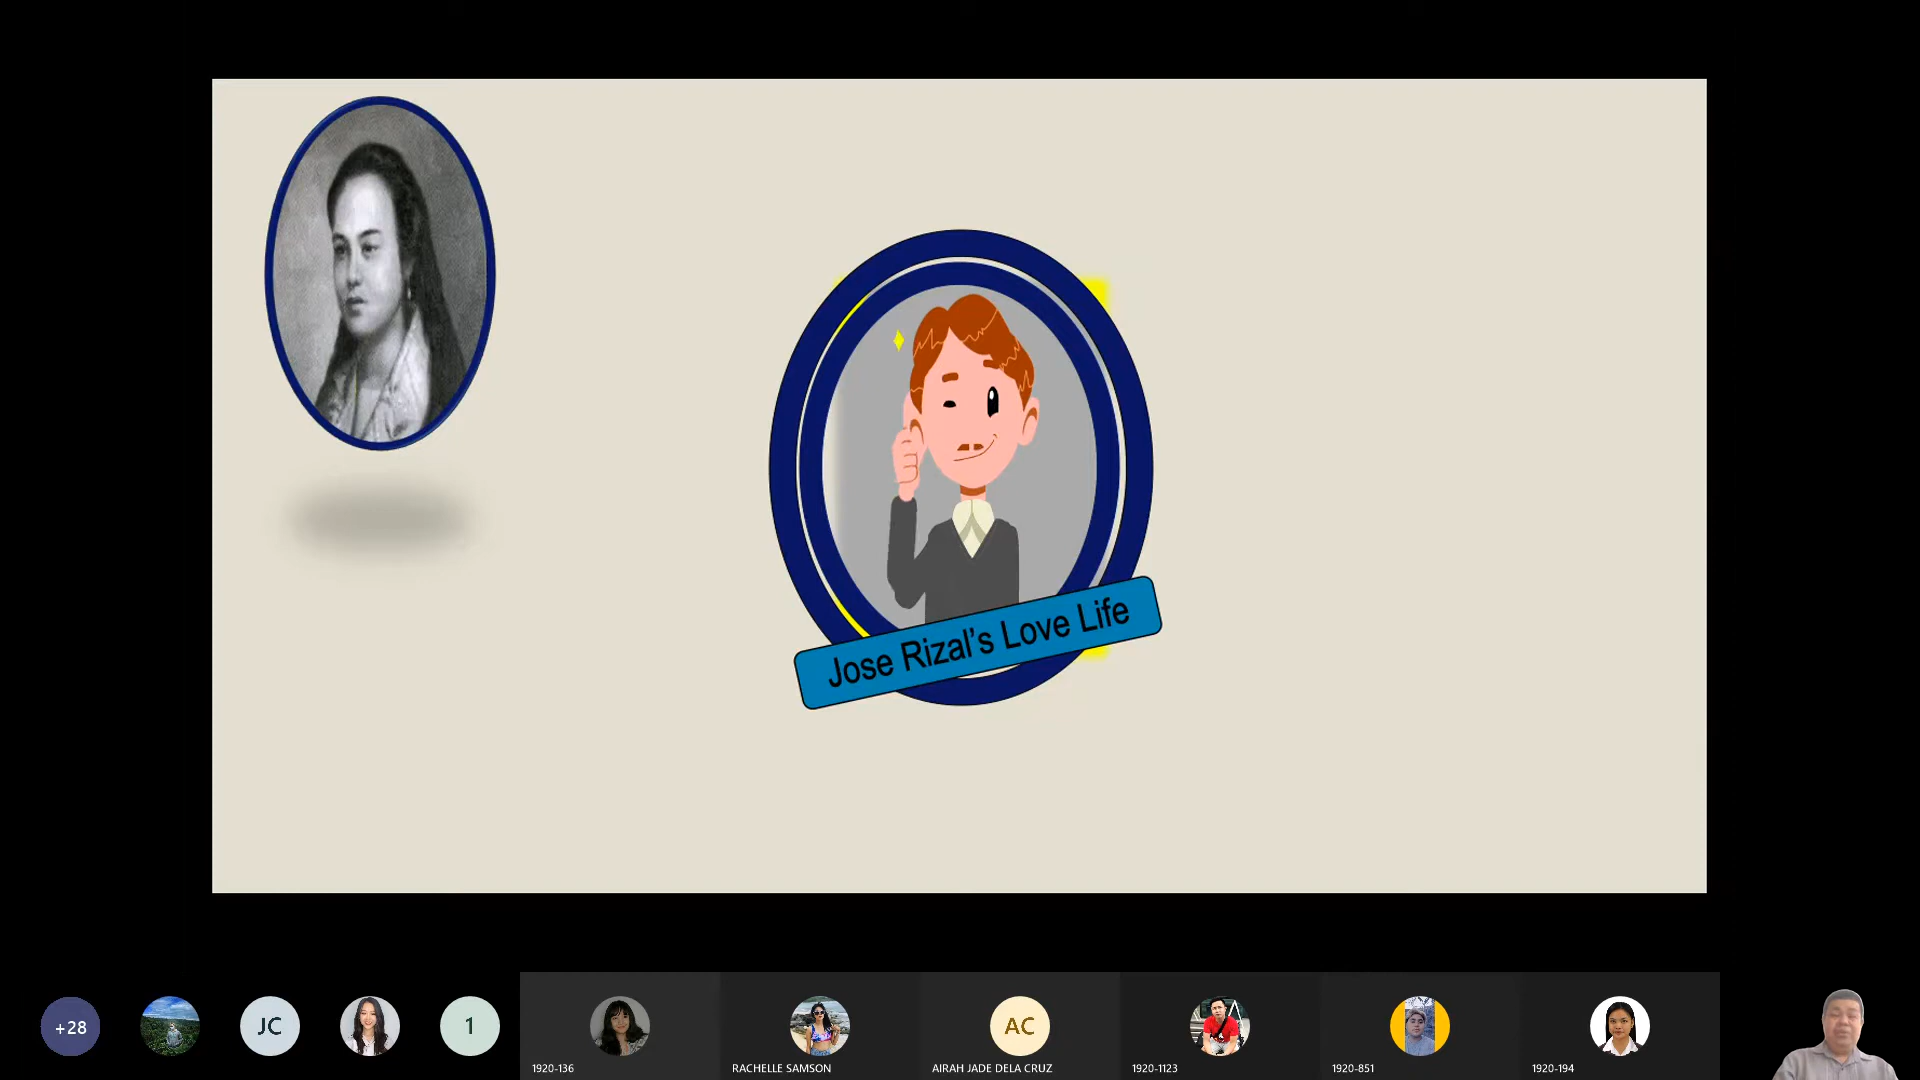 Jose Rizal's Love Life
+28
JC
1
AC
1920-136
RACHELLE SAMSON
AIRAH JADE DELA CRUZ
1920-1123
1920-851
1920-194